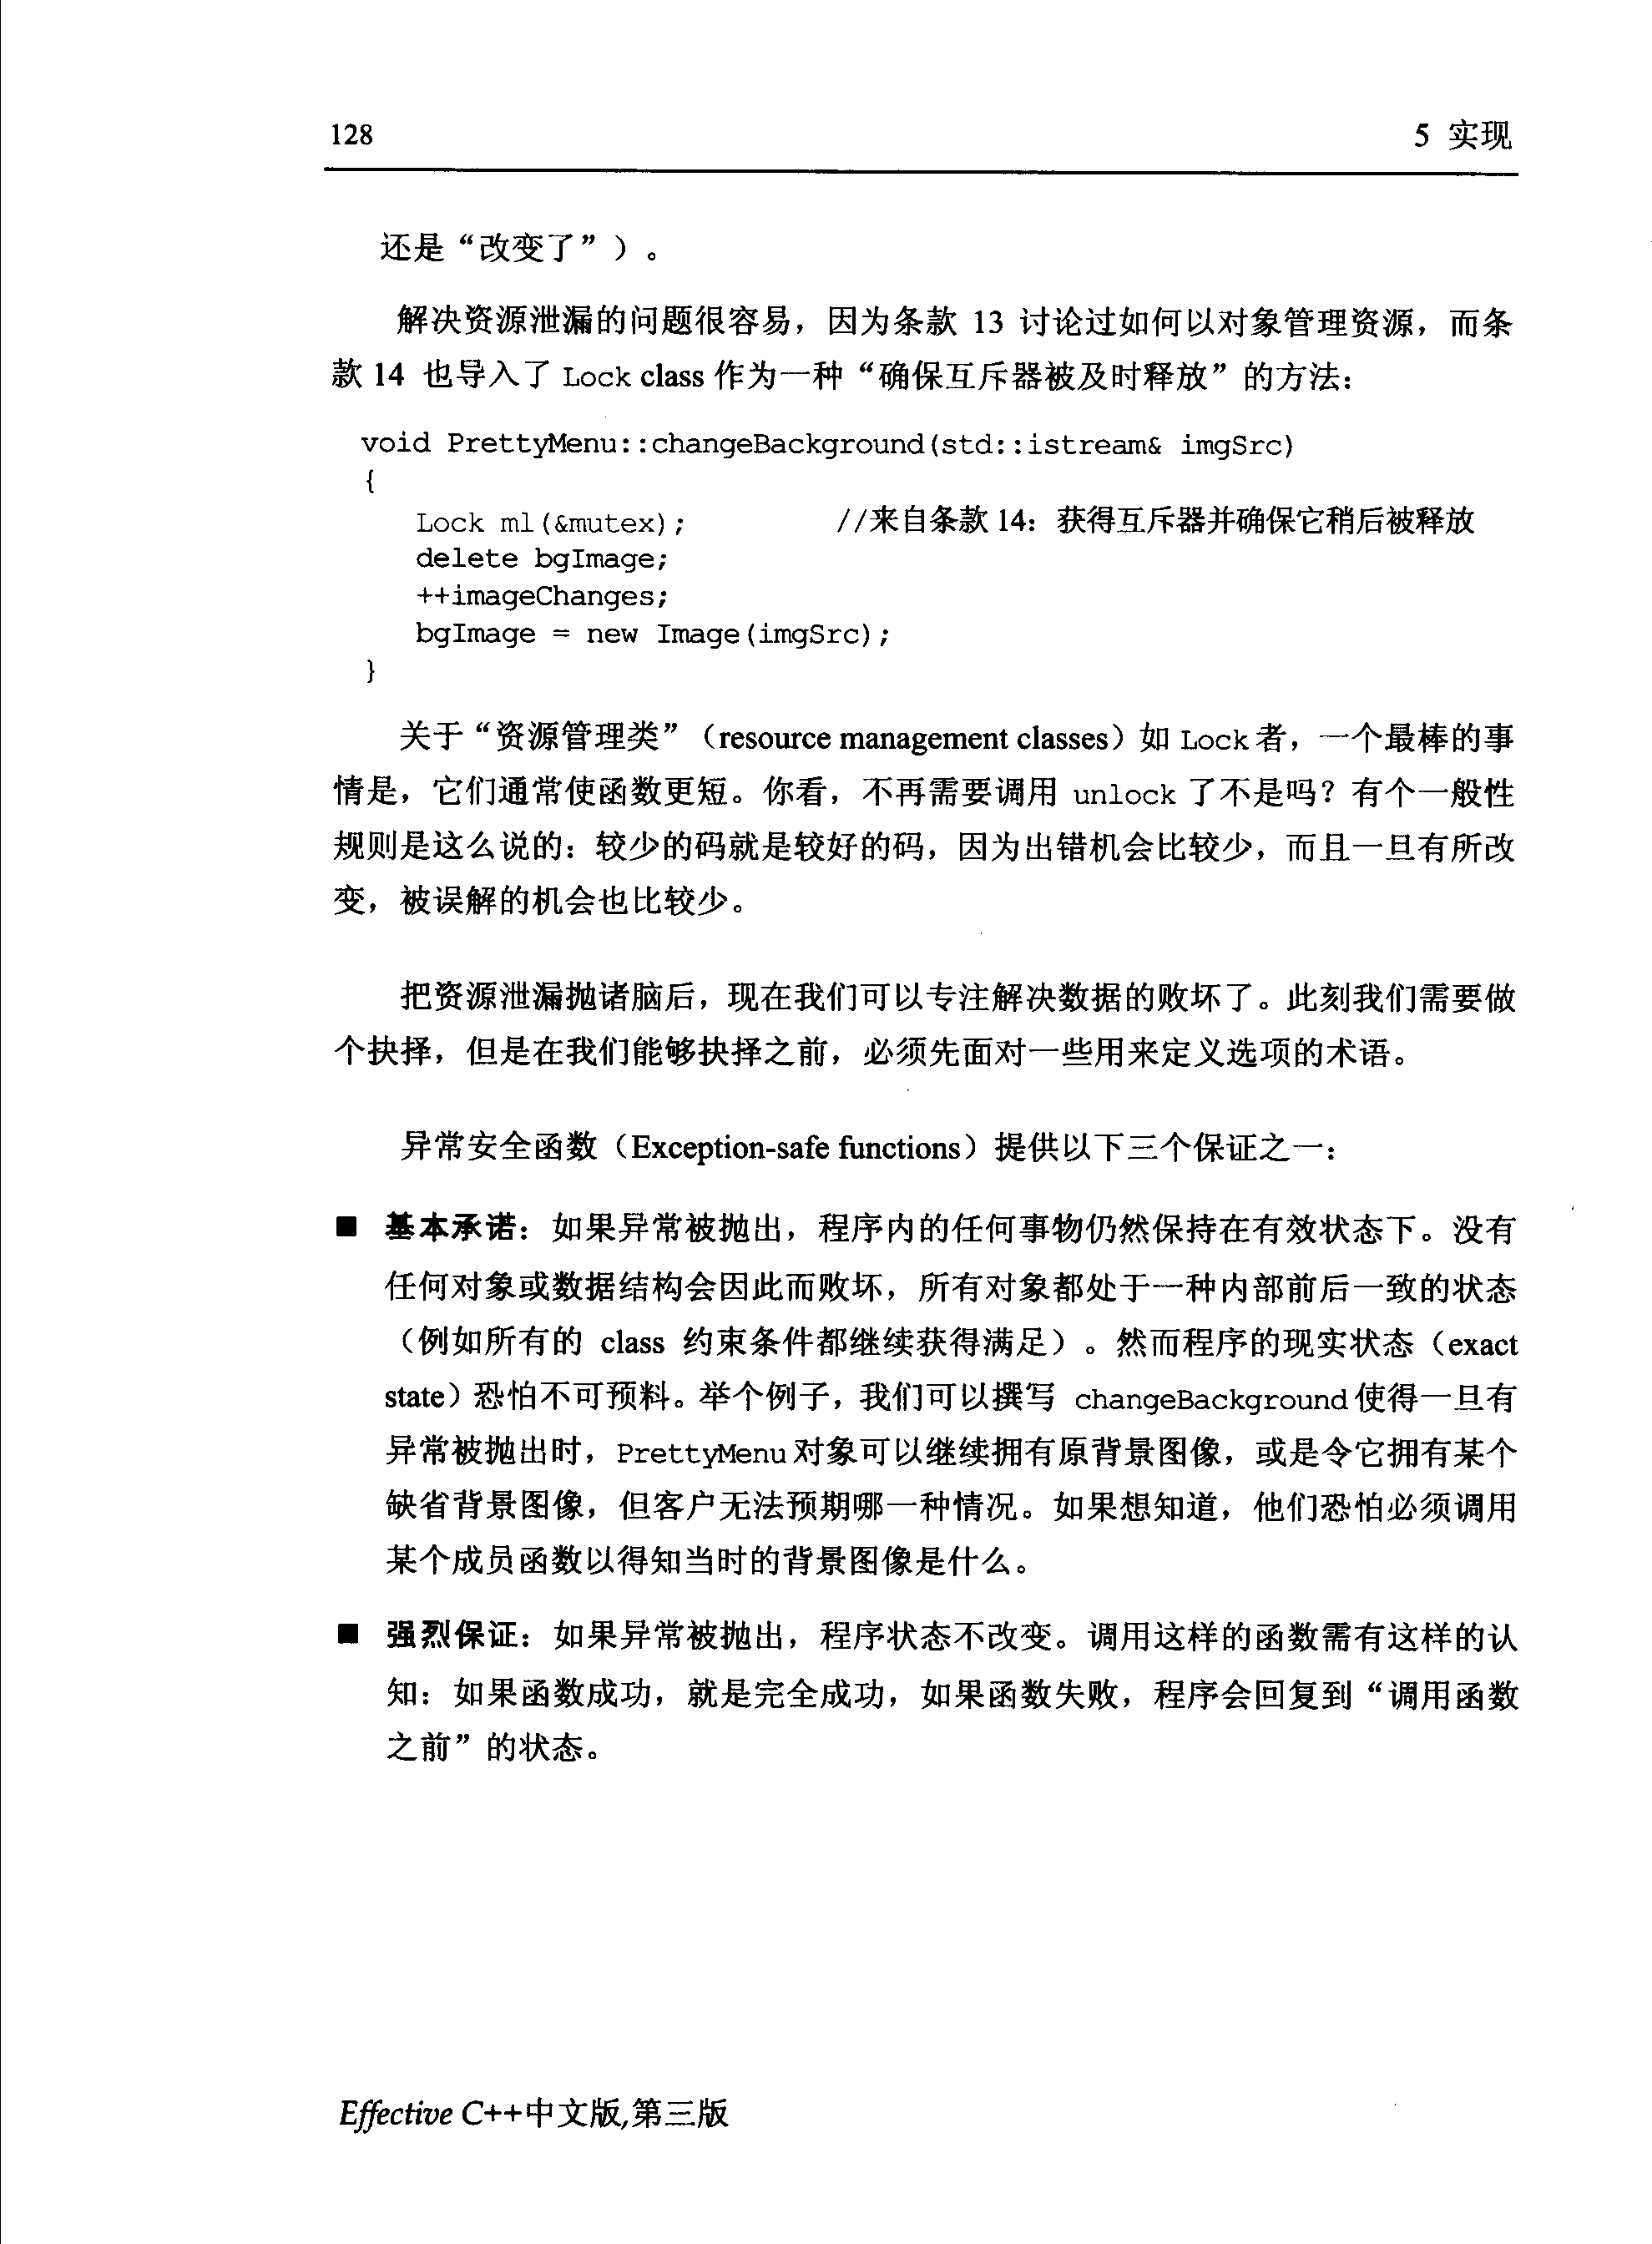 128
5 实现
还是“改变了”）。
解决资源泄漏的问题很容易，因为条款 13 讨论过如何以对象管理资源，而条
款 14 也导入了 Lock class 作为一种“确保互斥器被及时释放”的方法：
void PrettyMenu::changeBackground(std::istream& imgSrc)
{
Lock ml(&mutex); //来自条款 14：获得互斥器并确保它稍后被释放
delete bgImage;
++imageChanges;
bgImage = new Image(imgSrc);
}
关于“资源管理类”（resource management classes）如 Lock 者，一个最棒的事
情是，它们通常使函数更短。你看，不再需要调用 unlock 了不是吗？有个一般性
规则是这么说的：较少的码就是较好的码，因为出错机会比较少，而且一旦有所改
变，被误解的机会也比较少。
把资源泄漏抛诸脑后，现在我们可以专注解决数据的败坏了。此刻我们需要做
个抉择，但是在我们能够抉择之前，必须先面对一些用来定义选项的术语。
异常安全函数（Exception-safe functions）提供以下三个保证之一：
■ 基本承诺：如果异常被抛出，程序内的任何事物仍然保持在有效状态下。没有
任何对象或数据结构会因此而败坏，所有对象都处于一种内部前后一致的状态
（例如所有的 class 约束条件都继续获得满足）。然而程序的现实状态（exact
state）恐怕不可预料。举个例子，我们可以撰写 changeBackground 使得一旦有
异常被抛出时，PrettyMenu 对象可以继续拥有原背景图像，或是令它拥有某个
缺省背景图像，但客户无法预期哪一种情况。如果想知道，他们恐怕必须调用
某个成员函数以得知当时的背景图像是什么。
■ 强烈保证：如果异常被抛出，程序状态不改变。调用这样的函数需有这样的认
知：如果函数成功，就是完全成功，如果函数失败，程序会回复到“调用函数
之前”的状态。
Effective C++中文版,第三版